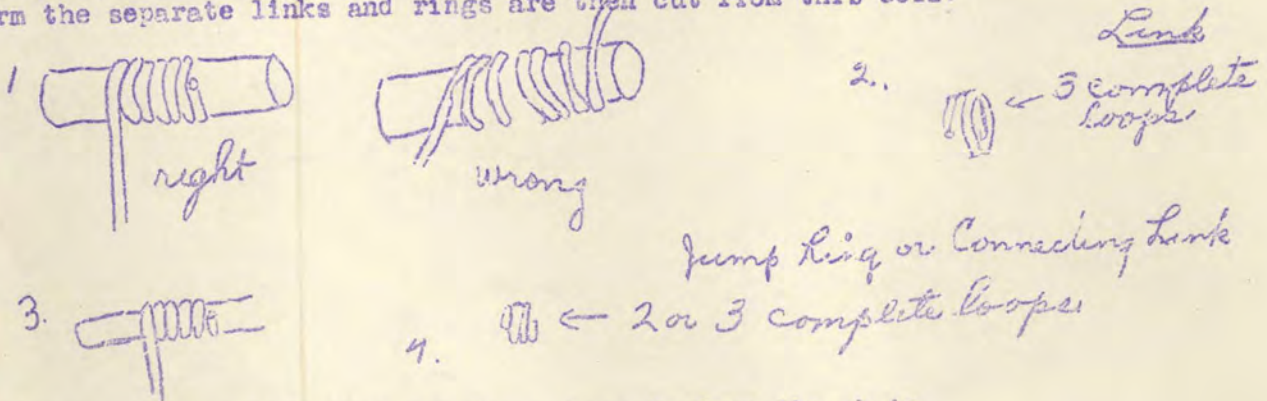 rm the separate links and rings are then cut from this
1
right
wrong
2.
Link
← 3 complete
loops
Jump Ring or Connecting Link
3.
4.
← 2 or 3 complete loops